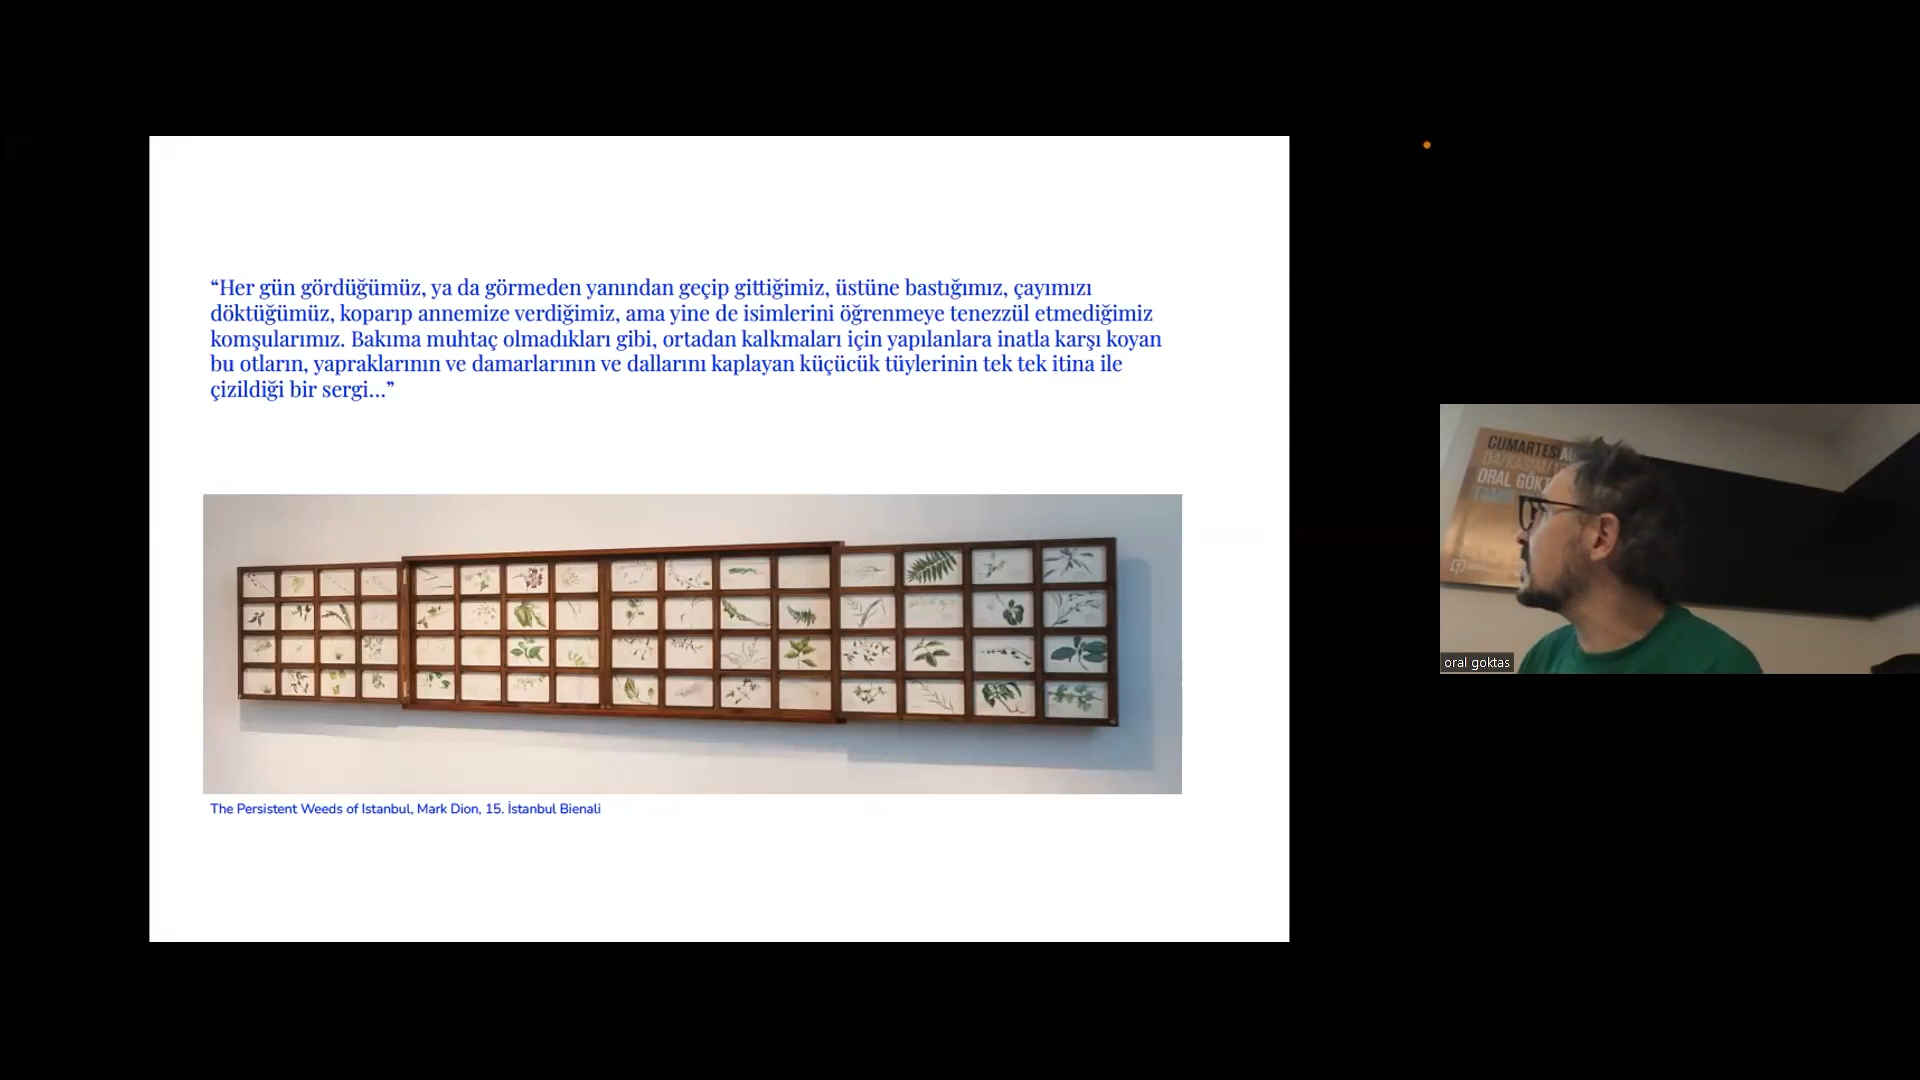 “Her gün gördüğümüz, ya da görmeden yanından geçip gittiğimiz, üstüne bastığımız, çayımızı
döktüğümüz, koparıp annemize verdiğimiz, ama yine de isimlerini öğrenmeye tenezzül etmediğimiz
komşularımız. Bakıma muhtaç olmadıkları gibi, ortadan kalkmaları için yapılanlara inatla karşı koyan
bu otların, yapraklarının ve damarlarının ve dallarını kaplayan küçücük tüylerinin tek tek itina ile
çizildiği bir sergi...”
The Persistent Weeds of Istanbul, Mark Dion, 15. İstanbul Bienali
CUMARTESİ
ORAL GÖKT
oral goktas